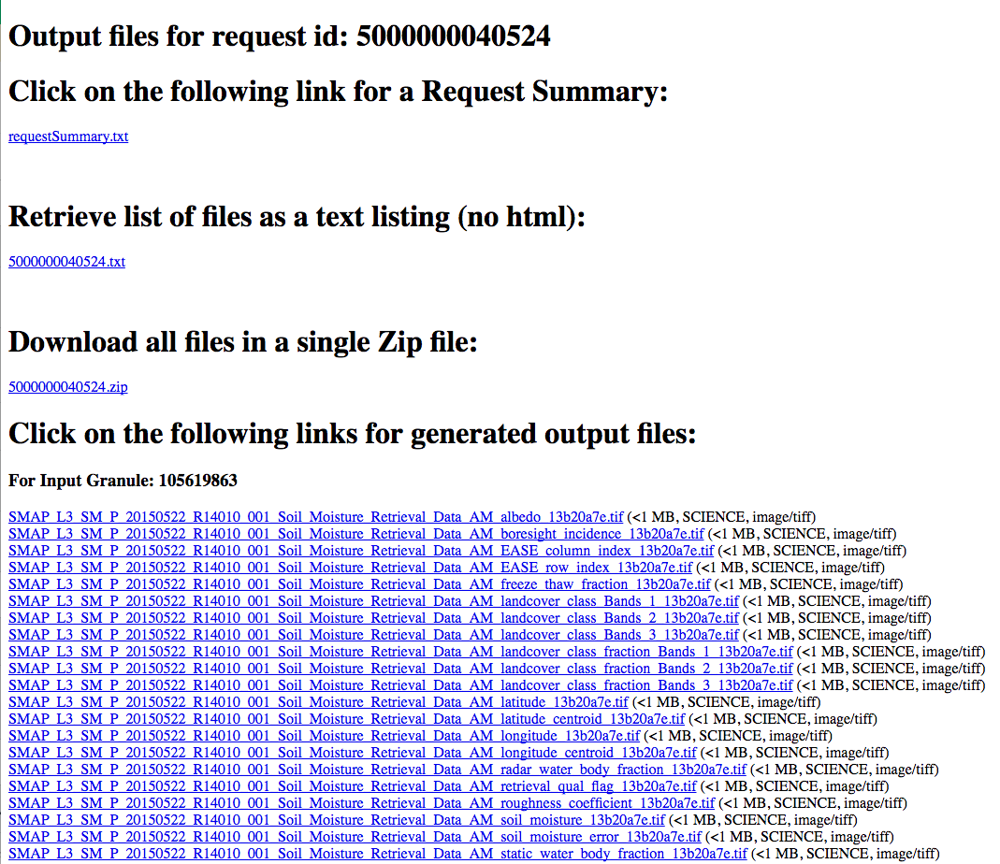 Output files for request id: 5000000040524
Click on the following link for a Request Summary:
requestSummary.txt
Retrieve list of files as a text listing (no html):
5000000040524.txt
Download all files in a single Zip file:
5000000040524.zip
Click on the following links for generated output files:
For Input Granule: 105619863
SMAP_L3_SM_P_20150522_R14010_001_Soil_Moisture_Retrieval_Data_AM_albedo_13b20a7e.tif (<1 MB, SCIENCE, image/tiff)
SMAP_L3_SM_P_20150522_R14010_001_Soil_Moisture_Retrieval_Data_AM_boresight_incidence_13b20a7e.tif (<1 MB, SCIENCE, image/tiff)
SMAP_L3_SM_P_20150522_R14010_001_Soil_Moisture_Retrieval_Data_AM_EASE_column_index_13b20a7e.tif (<1 MB, SCIENCE, image/tiff)
SMAP_L3_SM_P_20150522_R14010_001_Soil_Moisture_Retrieval_Data_AM_EASE_row_index_13b20a7e.tif (<1 MB, SCIENCE, image/tiff)
SMAP_L3_SM_P_20150522_R14010_001_Soil_Moisture_Retrieval_Data_AM_freeze_thaw_fraction_13b20a7e.tif (<1 MB, SCIENCE, image/tiff)
SMAP_L3_SM_P_20150522_R14010_001_Soil_Moisture_Retrieval_Data_AM_landcover_class_Bands_1_13b20a7e.tif (<1 MB, SCIENCE, image/tiff)
SMAP_L3_SM_P_20150522_R14010_001_Soil_Moisture_Retrieval_Data_AM_landcover_class_Bands_2_13b20a7e.tif (<1 MB, SCIENCE, image/tiff)
SMAP_L3_SM_P_20150522_R14010_001_Soil_Moisture_Retrieval_Data_AM_landcover_class_Bands_3_13b20a7e.tif (<1 MB, SCIENCE, image/tiff)
SMAP_L3_SM_P_20150522_R14010_001_Soil_Moisture_Retrieval_Data_AM_landcover_class_fraction_Bands_1_13b20a7e.tif (<1 MB, SCIENCE, image/tiff)
SMAP_L3_SM_P_20150522_R14010_001_Soil_Moisture_Retrieval_Data_AM_landcover_class_fraction_Bands_2_13b20a7e.tif (<1 MB, SCIENCE, image/tiff)
SMAP_L3_SM_P_20150522_R14010_001_Soil_Moisture_Retrieval_Data_AM_landcover_class_fraction_Bands_3_13b20a7e.tif (<1 MB, SCIENCE, image/tiff)
SMAP_L3_SM_P_20150522_R14010_001_Soil_Moisture_Retrieval_Data_AM_latitude_13b20a7e.tif (<1 MB, SCIENCE, image/tiff)
SMAP_L3_SM_P_20150522_R14010_001_Soil_Moisture_Retrieval_Data_AM_latitude_centroid_13b20a7e.tif (<1 MB, SCIENCE, image/tiff)
SMAP_L3_SM_P_20150522_R14010_001_Soil_Moisture_Retrieval_Data_AM_longitude_13b20a7e.tif (<1 MB, SCIENCE, image/tiff)
SMAP_L3_SM_P_20150522_R14010_001_Soil_Moisture_Retrieval_Data_AM_longitude_centroid_13b20a7e.tif (<1 MB, SCIENCE, image/tiff)
SMAP_L3_SM_P_20150522_R14010_001_Soil_Moisture_Retrieval_Data_AM_radar_water_body_fraction_13b20a7e.tif (<1 MB, SCIENCE, image/tiff)
SMAP_L3_SM_P_20150522_R14010_001_Soil_Moisture_Retrieval_Data_AM_retrieval_qual_flag_13b20a7e.tif (<1 MB, SCIENCE, image/tiff)
SMAP_L3_SM_P_20150522_R14010_001_Soil_Moisture_Retrieval_Data_AM_roughness_coefficient_13b20a7e.tif (<1 MB, SCIENCE, image/tiff)
SMAP_L3_SM_P_20150522_R14010_001_Soil_Moisture_Retrieval_Data_AM_soil_moisture_13b20a7e.tif (<1 MB, SCIENCE, image/tiff)
SMAP_L3_SM_P_20150522_R14010_001_Soil_Moisture_Retrieval_Data_AM_soil_moisture_error_13b20a7e.tif (<1 MB, SCIENCE, image/tiff)
SMAP_L3_SM_P_20150522_R14010_001_Soil_Moisture_Retrieval_Data_AM_static_water_body_fraction_13b20a7e.tif (<1 MB, SCIENCE, image/tiff)